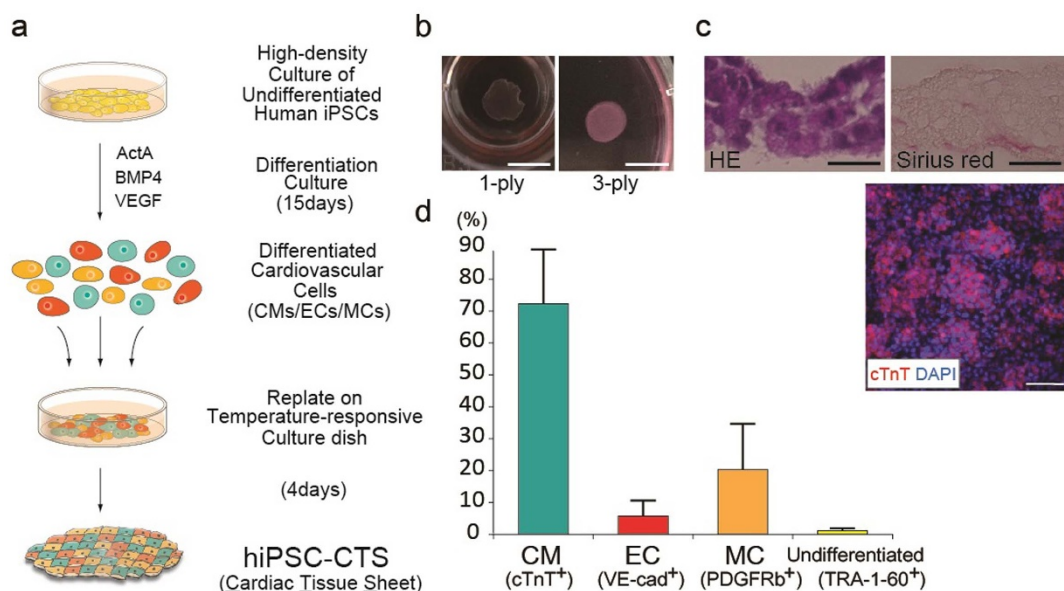 a
High-density
Culture of
Undifferentiated
Human iPSCs
ActA
BMP4
VEGF
Differentiation
Culture
(15days)
Differentiated
Cardiovascular
Cells
(CMs/ECs/MCs)
Replate on
Temperature-responsive
Culture dish
(4days)
hiPSC-CTS
(Cardiac Tissue Sheet)
b
1-ply
3-ply
c
HE
Sirius red
cTnT DAPI
d
(%)
90
80
70
60
50
40
30
20
10
0
CM
(cTnT+)
EC
(VE-cad+)
MC
(PDGFRb+)
Undifferentiated
(TRA-1-60+)